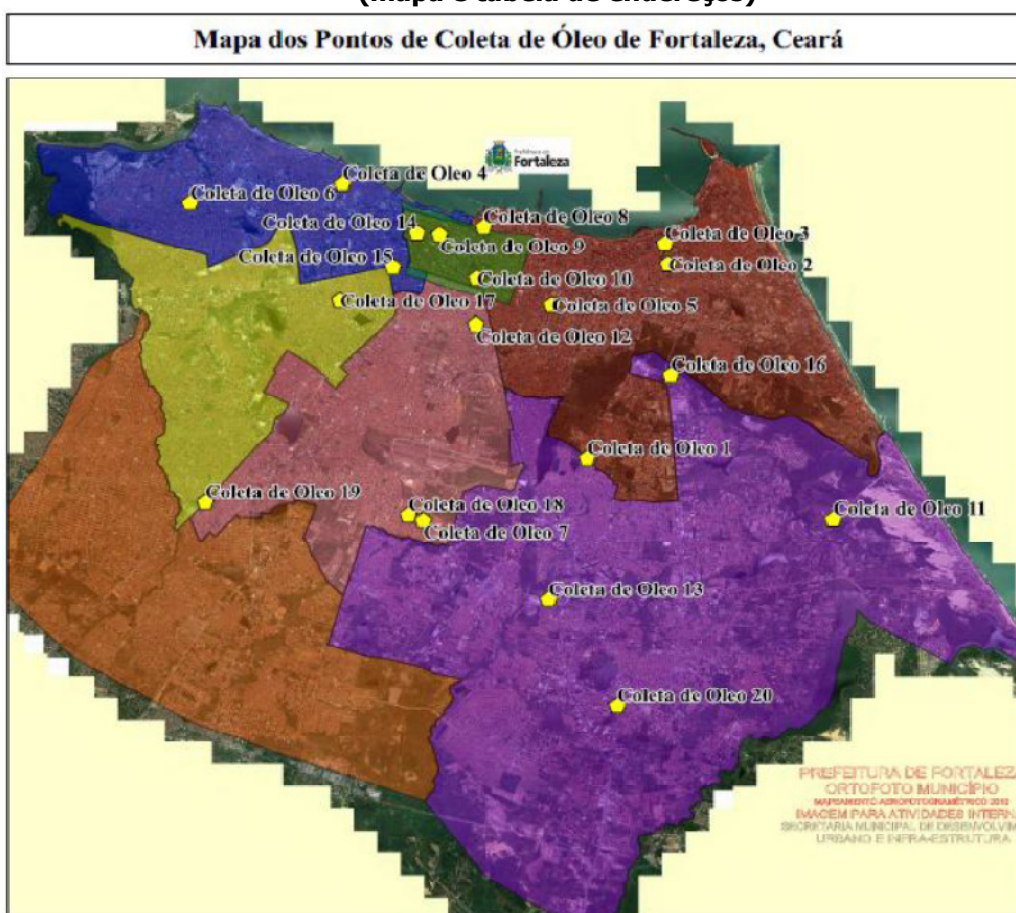 (mapa e tabela de endereços)
Mapa dos Pontos de Coleta de Óleo de Fortaleza, Ceará
Prefeitura de
Fortaleza
Coleta de Oleo 4
Coleta de Oleo 6
Coleta de Oleo 14
Coleta de Oleo 8
Coleta de Oleo 3
Coleta de Oleo 9
Coleta de Oleo 15
Coleta de Oleo 2
Coleta de Oleo 10
Coleta de Oleo 17
Coleta de Oleo 5
Coleta de Oleo 12
Coleta de Oleo 16
Coleta de Oleo 1
Coleta de Oleo 19
Coleta de Oleo 18
Coleta de Oleo 11
Coleta de Oleo 7
Coleta de Oleo 13
Coleta de Oleo 20
PREFEITURA DE FORTALEZ
ORTOFOTO MUNICÍPIO
MAPEAMENTO AEROFOTOGRAMÉTRICO 2010
IMAGEM PARA ATIVIDADES INTERN
SECRETARIA MUNICIPAL DE DESENVOLVIM
URBANO E INFRA-ESTRUTURA